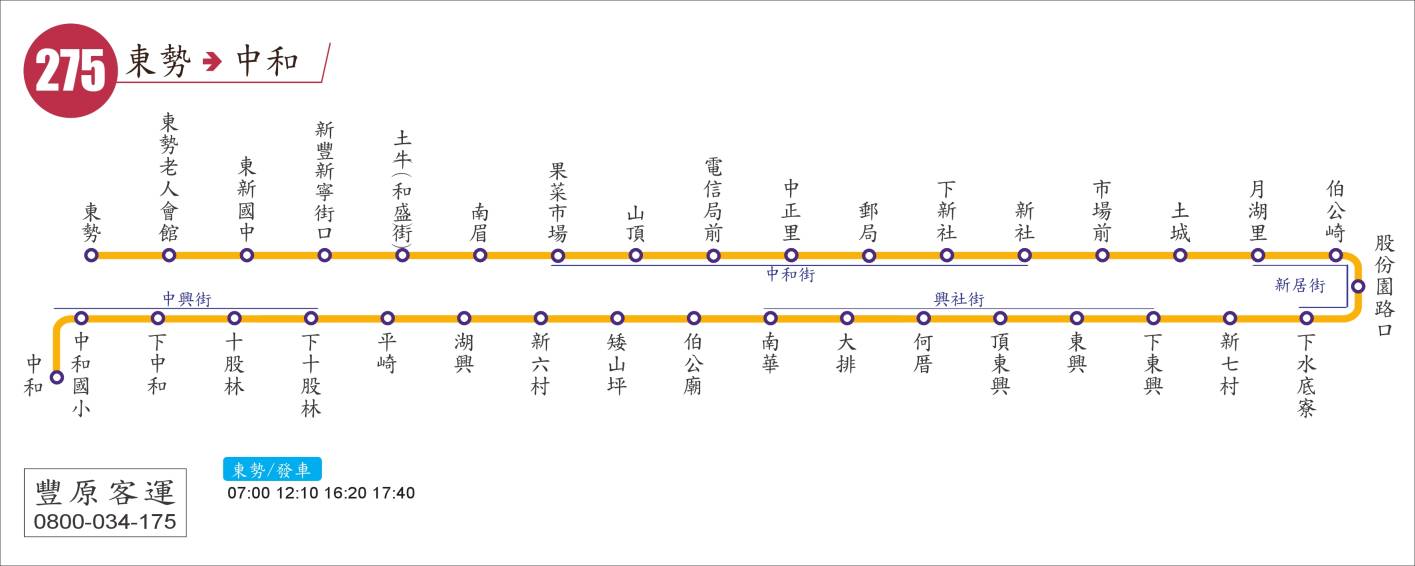 275 東勢➔中和
東勢
東勢老人會館
東新國中
新豐新寧街口
土牛(和盛街)
南眉
果菜市場
山頂
電信局前
中正里
郵局
下新社
新社
市場前
土城
月湖里
伯公崎
股份園路口
中和街
新居街
中興街
興社街
中和
中和國小
下中和
十股林
下十股林
平崎
湖興
新六村
矮山坪
伯公廟
南華
大排
何厝
頂東興
東興
下東興
新七村
下水底寮
東勢/發車
07:00 12:10 16:20 17:40
豐原客運
0800-034-175